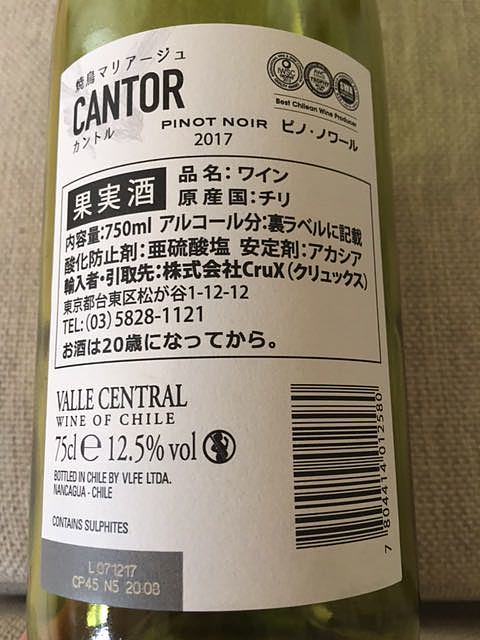 焼鳥マリアージュ
CANTOR
カントル
PINOT NOIR ピノ・ノワール
2017
Best Chilean Wine Producer
果実酒
品名：ワイン
原産国：チリ
内容量：750ml アルコール分：裏ラベルに記載
酸化防止剤：亜硫酸塩 安定剤：アカシア
輸入者・引取先：株式会社CruX（クリュックス）
東京都台東区松が谷1-12-12
TEL：（03）5828-1121
お酒は20歳になってから。
VALLE CENTRAL
WINE OF CHILE
75cl e 12.5% vol
BOTTLED IN CHILE BY VLFE LTDA.
NANCAGUA - CHILE
CONTAINS SULPHITES
7 804414 012580
L 071217
CP45 N5 20:08